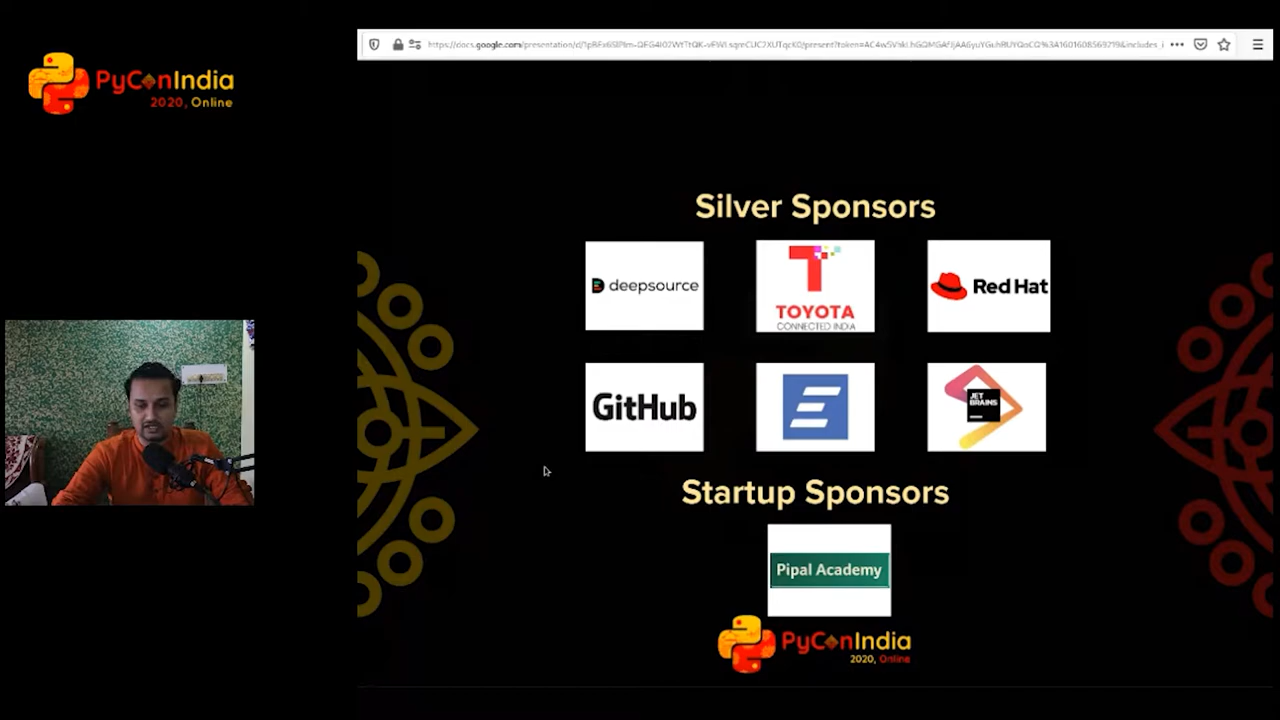 PyConIndia
2020, Online
Silver Sponsors
deepsource
TOYOTA
CONNECTED INDIA
Red Hat
GitHub
JET
BRAINS
Startup Sponsors
Pipal Academy
PyConIndia
2020, Online